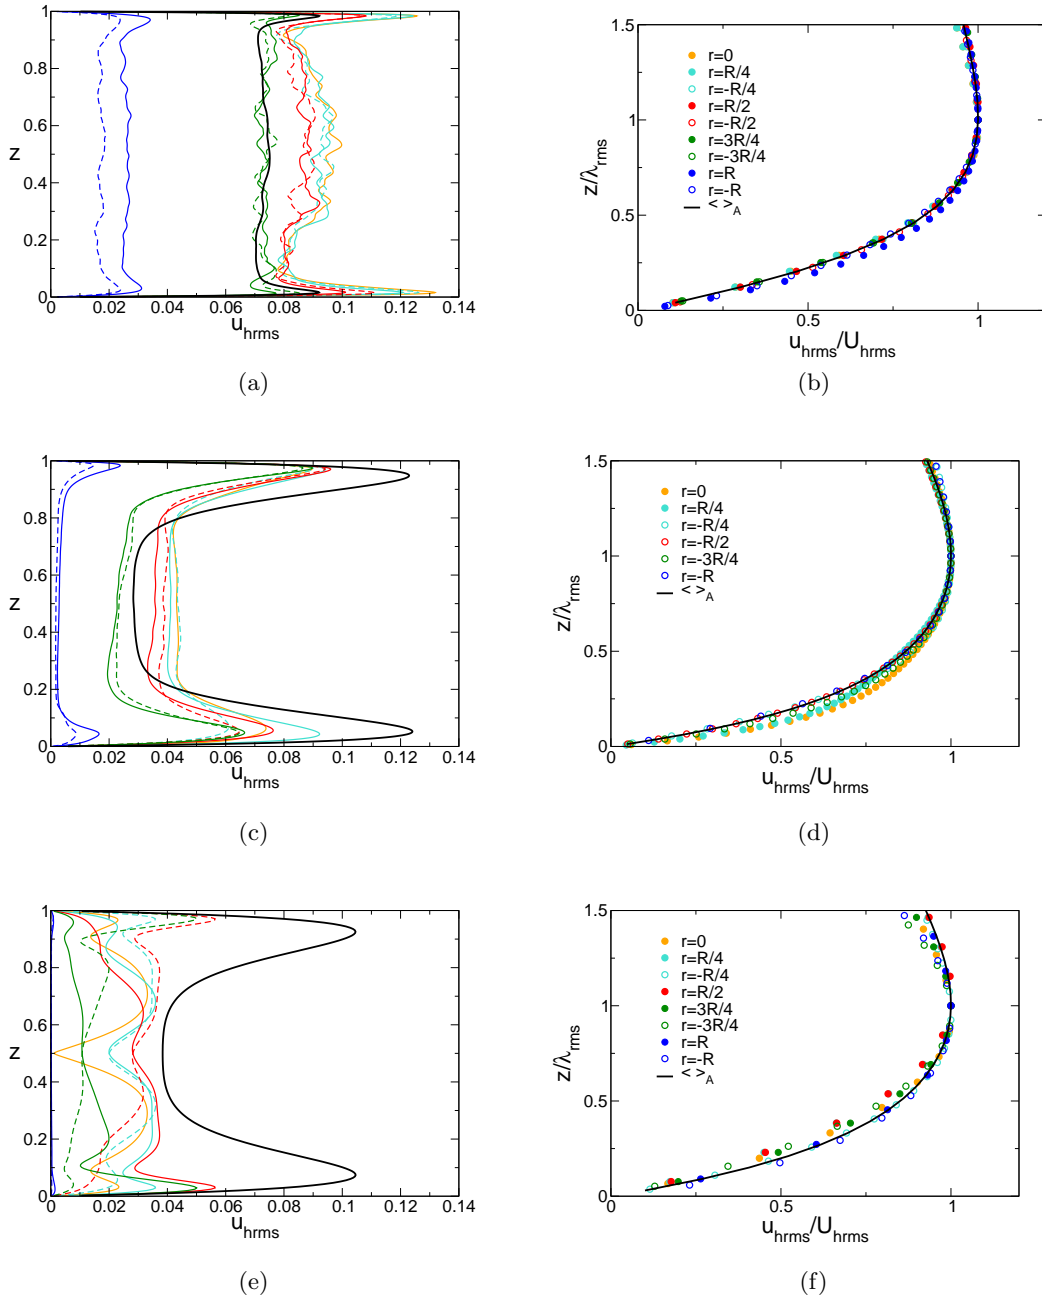 1
0.8
0.6
z
0.4
0.2
0
0 0.02 0.04 0.06 0.08 0.1 0.12 0.14
u_hrms
(a)
1.5
1
z/λ_rms
0.5
0
0 0.5 1
u_hrms/U_hrms
r=0
r=R/4
r=-R/4
r=R/2
r=-R/2
r=3R/4
r=-3R/4
r=R
r=-R
< >_A
(b)
1
0.8
0.6
z
0.4
0.2
0
0 0.02 0.04 0.06 0.08 0.1 0.12 0.14
u_hrms
(c)
1.5
1
z/λ_rms
0.5
0
0 0.5 1
u_hrms/U_hrms
r=0
r=R/4
r=-R/4
r=-R/2
r=-3R/4
r=-R
< >_A
(d)
1
0.8
0.6
z
0.4
0.2
0
0 0.02 0.04 0.06 0.08 0.1 0.12 0.14
u_hrms
(e)
1.5
1
z/λ_rms
0.5
0
0 0.5 1
u_hrms/U_hrms
r=0
r=R/4
r=-R/4
r=R/2
r=3R/4
r=-3R/4
r=R
r=-R
< >_A
(f)